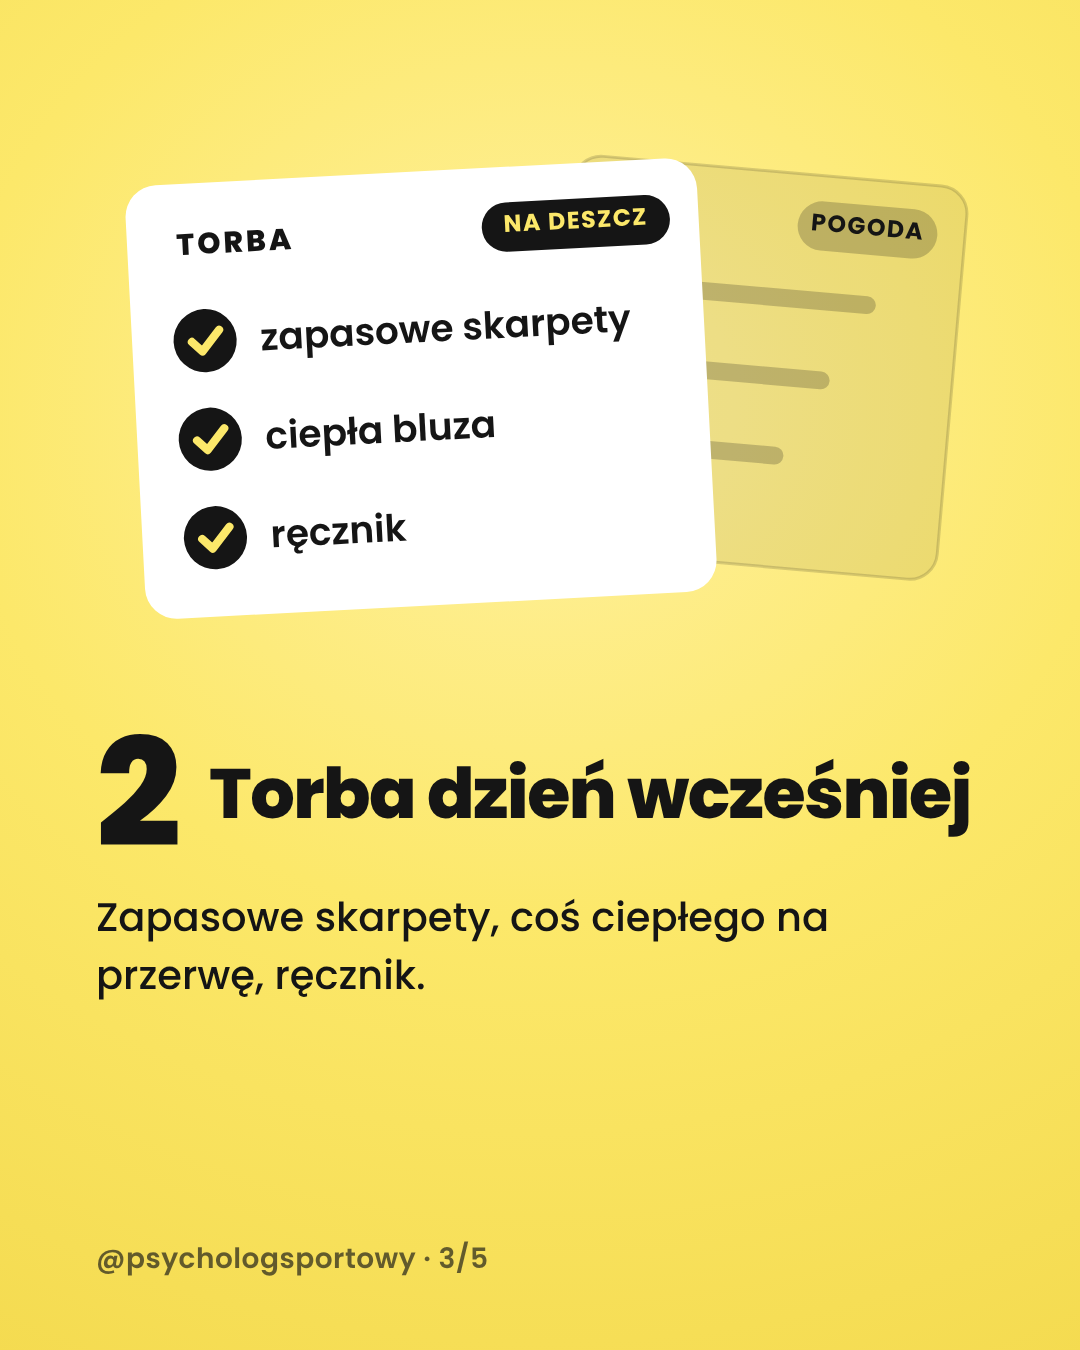 TORBA
NA DESZCZ
POGODA
zapasowe skarpety
ciepła bluza
ręcznik
2 Torba dzień wcześniej
Zapasowe skarpety, coś ciepłego na
przerwę, ręcznik.
@psychologsportowy · 3/5